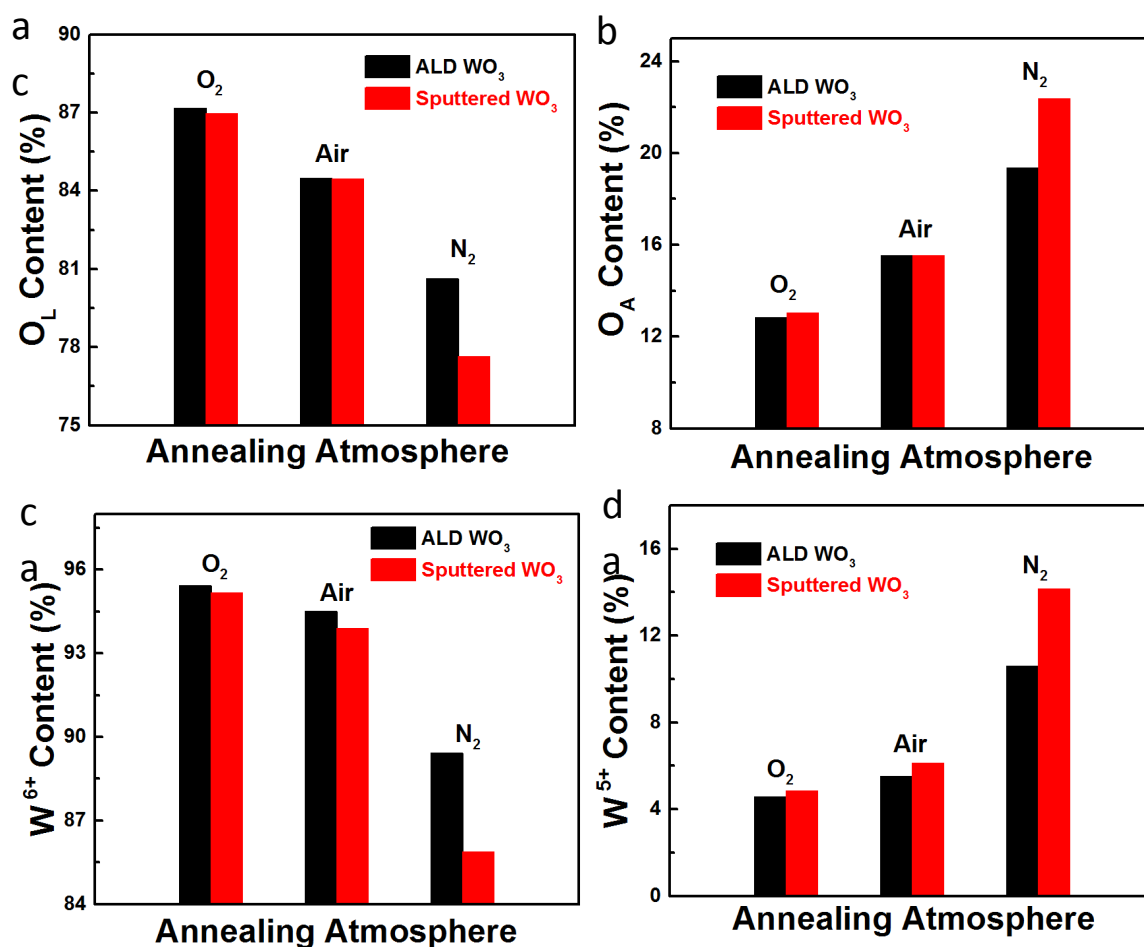 a
90
87
84
81
78
75
c
O_L Content (%)
O₂
Air
N₂
ALD WO₃
Sputtered WO₃
Annealing Atmosphere
b
24
20
16
12
8
O_A Content (%)
ALD WO₃
Sputtered WO₃
O₂
Air
N₂
Annealing Atmosphere
c
a
96
93
90
87
84
W⁶⁺ Content (%)
O₂
Air
N₂
ALD WO₃
Sputtered WO₃
Annealing Atmosphere
d
a
16
12
8
4
0
W⁵⁺ Content (%)
ALD WO₃
Sputtered WO₃
O₂
Air
N₂
Annealing Atmosphere